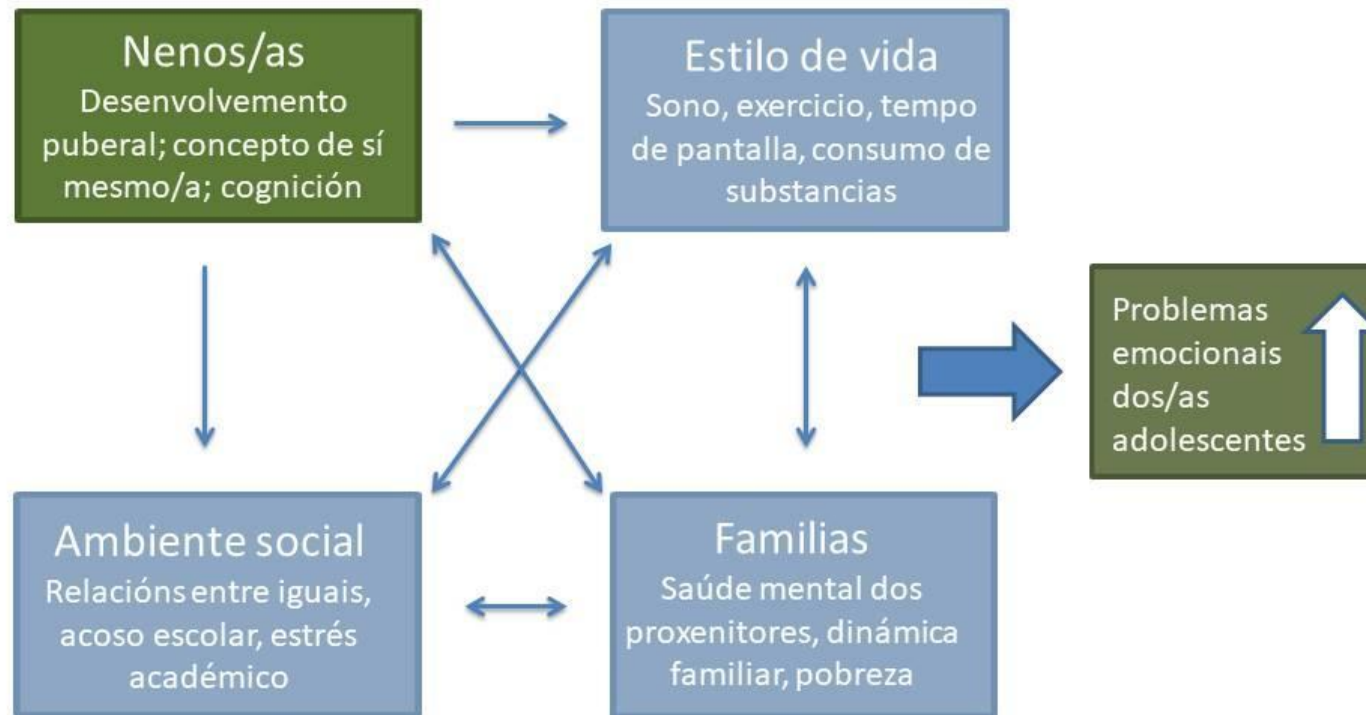 Nenos/as
Desenvolvemento
puberal; concepto de sí
mesmo/a; cognición
Estilo de vida
Sono, exercicio, tempo
de pantalla, consumo de
substancias
Problemas
emocionais
dos/as
adolescentes
Ambiente social
Relacións entre iguais,
acoso escolar, estrés
académico
Familias
Saúde mental dos
proxenitores, dinámica
familiar, pobreza